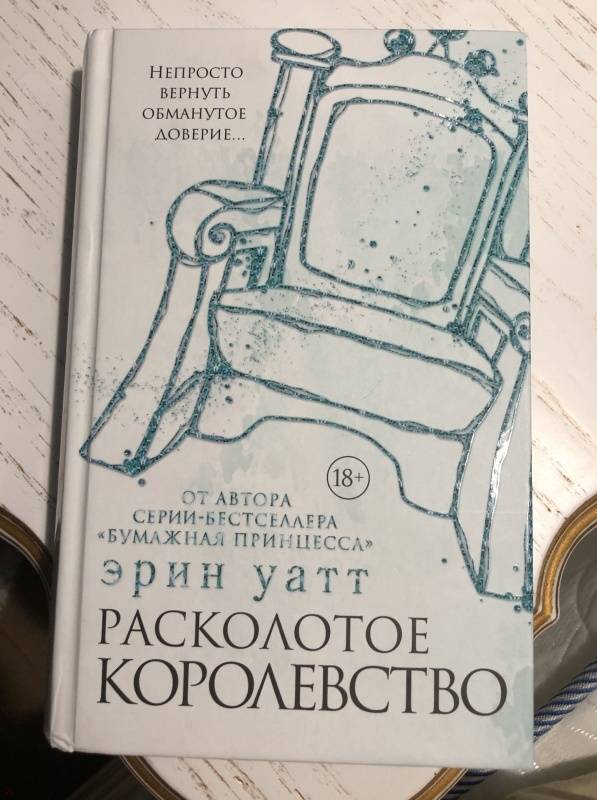 Непросто
вернуть
обманутое
доверие...
18+
от автора
серии-бестселлера
«Бумажная принцесса»
эрин уатт
Расколотое
королевство